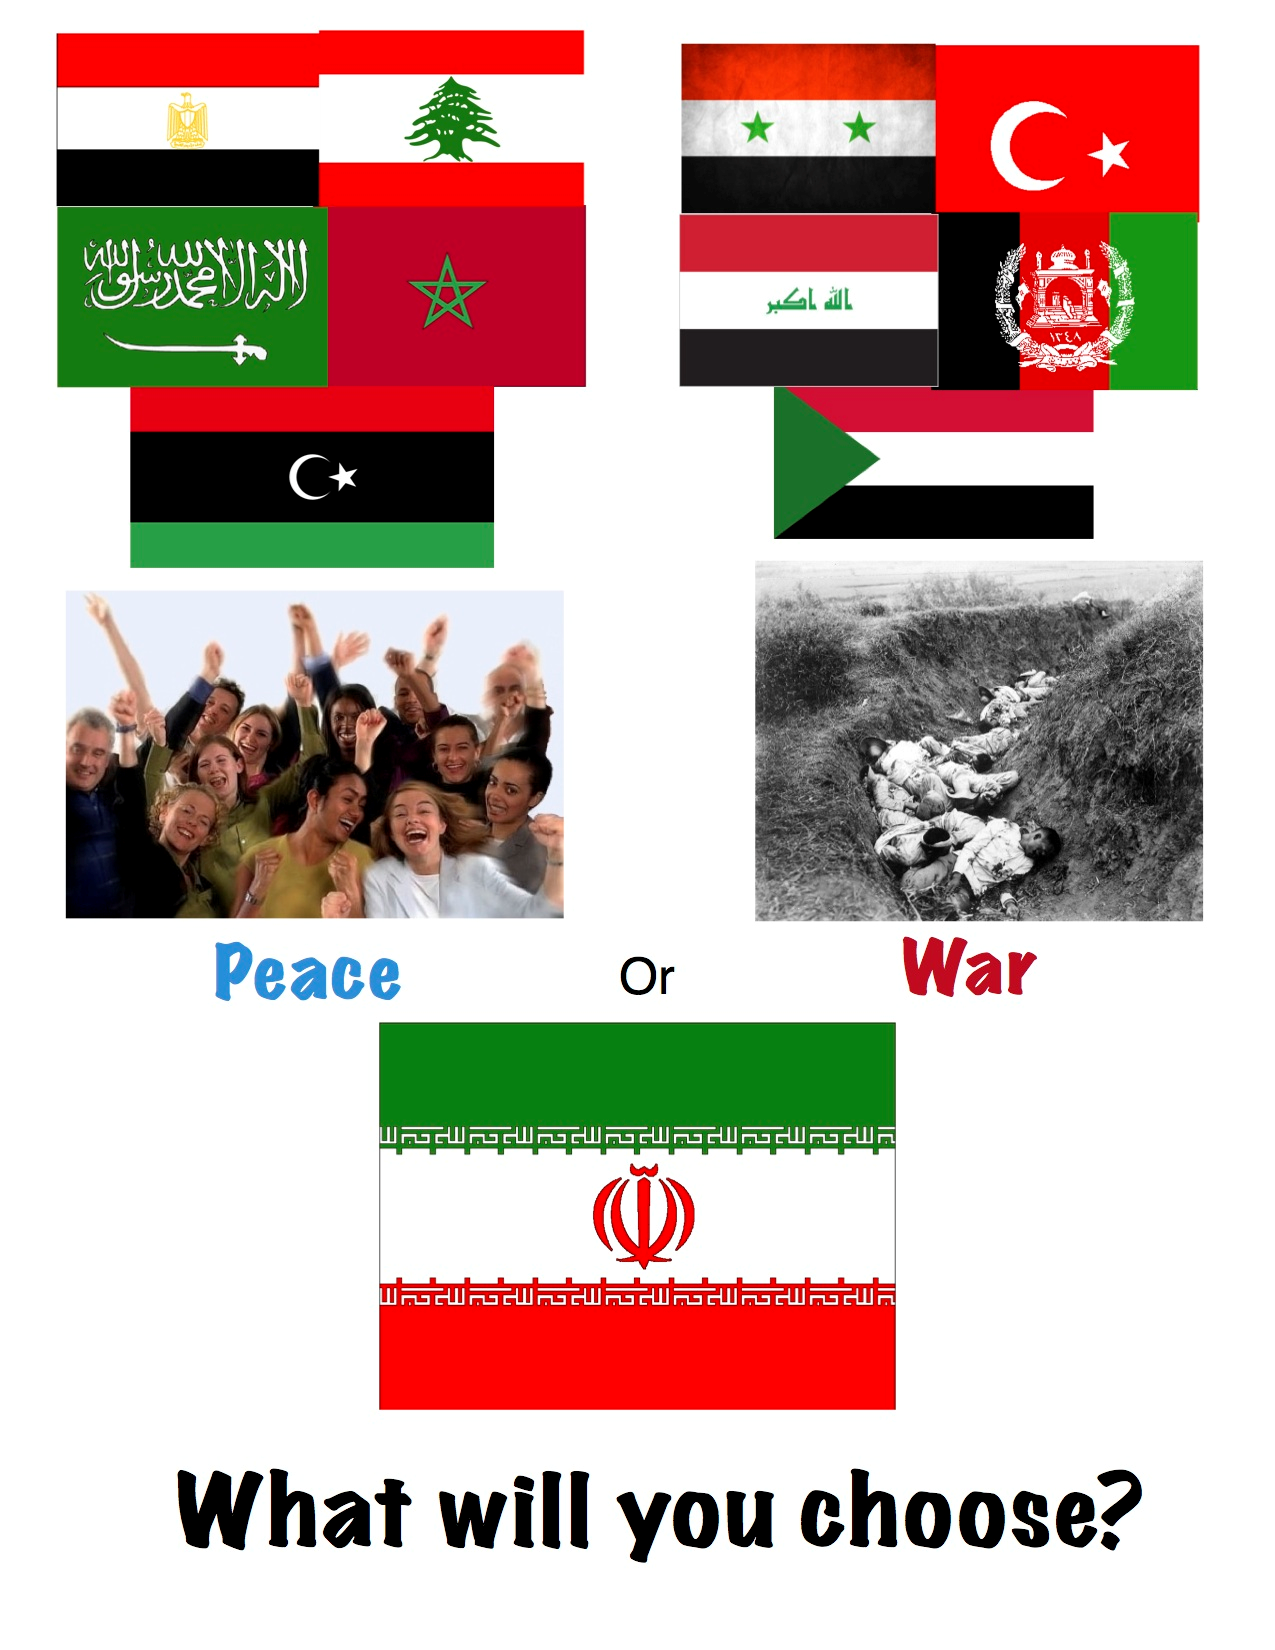 لا إله إلا الله محمد رسول الله
الله اكبر
١٣٤٨
Peace Or War
What will you choose?